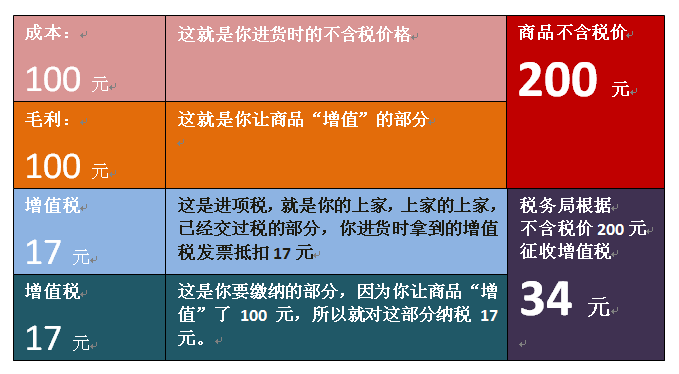 成本：
100 元
这就是你进货时的不含税价格
商品不含税价
200 元
毛利：
100 元
这就是你让商品“增值”的部分
增值税
17 元
这是进项税，就是你的上家，上家的上家，
已经交过税的部分，你进货时拿到的增值
税发票抵扣 17 元
税务局根据
不含税价 200 元
征收增值税
34 元
增值税
17 元
这是你要缴纳的部分，因为你让商品“增
值”了 100 元，所以就对这部分纳税 17
元。